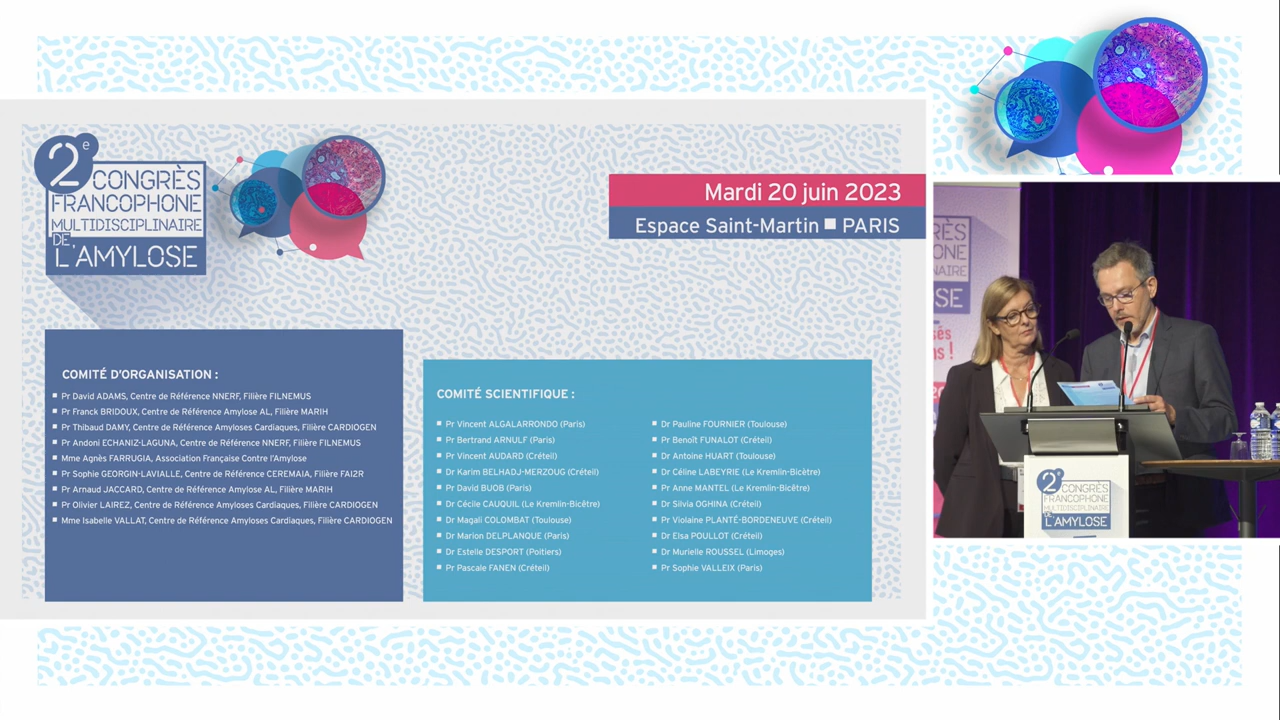 2e
CONGRÈS
FRANCOPHONE
MULTIDISCIPLINAIRE
DE
L'AMYLOSE
Mardi 20 juin 2023
Espace Saint-Martin ■ PARIS
COMITÉ D'ORGANISATION :
■ Pr David ADAMS, Centre de Référence NNERF, Filière FILNEMUS
■ Pr Franck BRIDOUX, Centre de Référence Amylose AL, Filière MARIH
■ Pr Thibaud DAMY, Centre de Référence Amyloses Cardiaques, Filière CARDIOGEN
■ Pr Andoni ECHANIZ-LAGUNA, Centre de Référence NNERF, Filière FILNEMUS
■ Mme Agnès FARRUGIA, Association Française Contre l'Amylose
■ Pr Sophie GEORGIN-LAVIALLE, Centre de Référence CEREMAIA, Filière FAI2R
■ Pr Arnaud JACCARD, Centre de Référence Amylose AL, Filière MARIH
■ Pr Olivier LAIREZ, Centre de Référence Amyloses Cardiaques, Filière CARDIOGEN
■ Mme Isabelle VALLAT, Centre de Référence Amyloses Cardiaques, Filière CARDIOGEN
COMITÉ SCIENTIFIQUE :
■ Pr Vincent ALGALARRONDO (Paris)
■ Pr Bertrand ARNULF (Paris)
■ Pr Vincent AUDARD (Créteil)
■ Dr Karim BELHADJ-MERZOUG (Créteil)
■ Pr David BUOB (Paris)
■ Dr Cécile CAUQUIL (Le Kremlin-Bicêtre)
■ Dr Magali COLOMBAT (Toulouse)
■ Dr Marion DELPLANQUE (Paris)
■ Dr Estelle DESPORT (Poitiers)
■ Pr Pascale FANEN (Créteil)
■ Dr Pauline FOURNIER (Toulouse)
■ Pr Benoît FUNALOT (Créteil)
■ Dr Antoine HUART (Toulouse)
■ Dr Céline LABEYRIE (Le Kremlin-Bicètre)
■ Pr Anne MANTEL (Le Kremlin-Bicêtre)
■ Dr Silvia OGHINA (Créteil)
■ Pr Violaine PLANTÉ-BORDENEUVE (Créteil)
■ Dr Elsa POULLOT (Créteil)
■ Dr Murielle ROUSSEL (Limoges)
■ Pr Sophie VALLEIX (Paris)
GRÈS
ONE
INAIRE
SE
sés
ns !
2e
CONGRÈS
FRANCOPHONE
MULTIDISCIPLINAIRE
DE
L'AMYLOSE